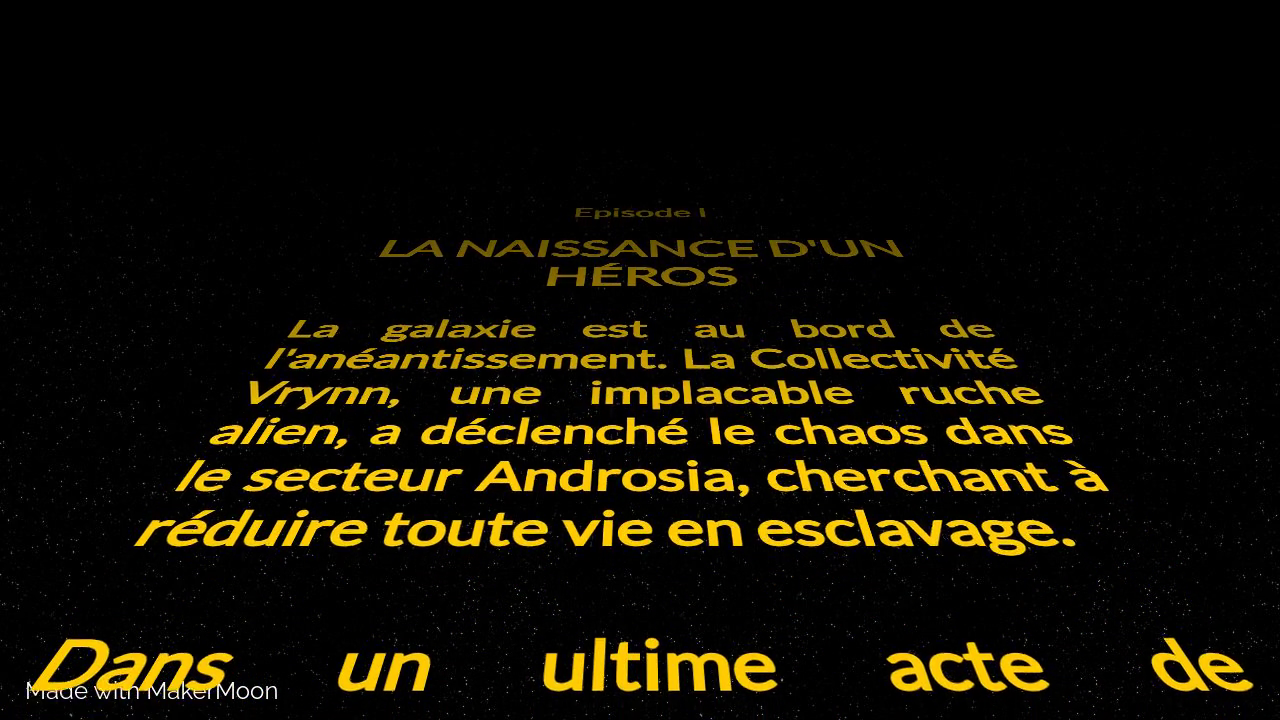 Episode I
LA NAISSANCE D'UN
HÉROS
La galaxie est au bord de
l'anéantissement. La Collectivité
Vrynn, une implacable ruche
alien, a déclenché le chaos dans
le secteur Androsia, cherchant à
réduire toute vie en esclavage.
Dans un ultime acte de
Made with MakerMoon